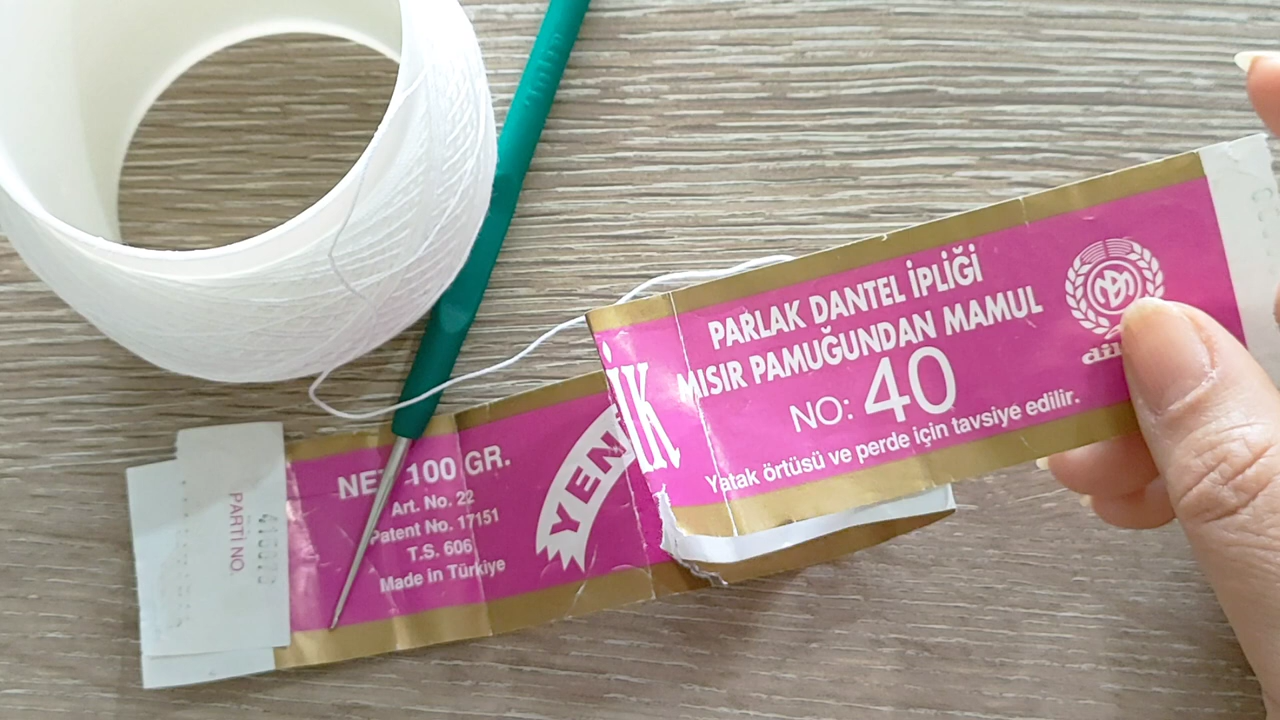 PARLAK DANTEL İPLİĞİ
MISIR PAMUĞUNDAN MAMUL
NO: 40
Yatak örtüsü ve perde için tavsiye edilir.
İK
YENİ
NET 100 GR.
Art. No. 22
Patent No. 17151
T.S. 606
Made in Türkiye
PARTİ NO.